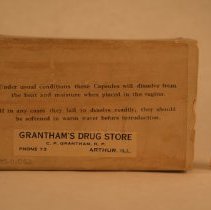 Under usual conditions these Capsules will dissolve from
the heat and moisture when placed in the vagina.
If in any cases they fail to dissolve readily, they should
be softened in warm water before introduction.
GRANTHAM'S DRUG STORE
C. P. GRANTHAM, R. P.
PHONE 73 ARTHUR, ILL.